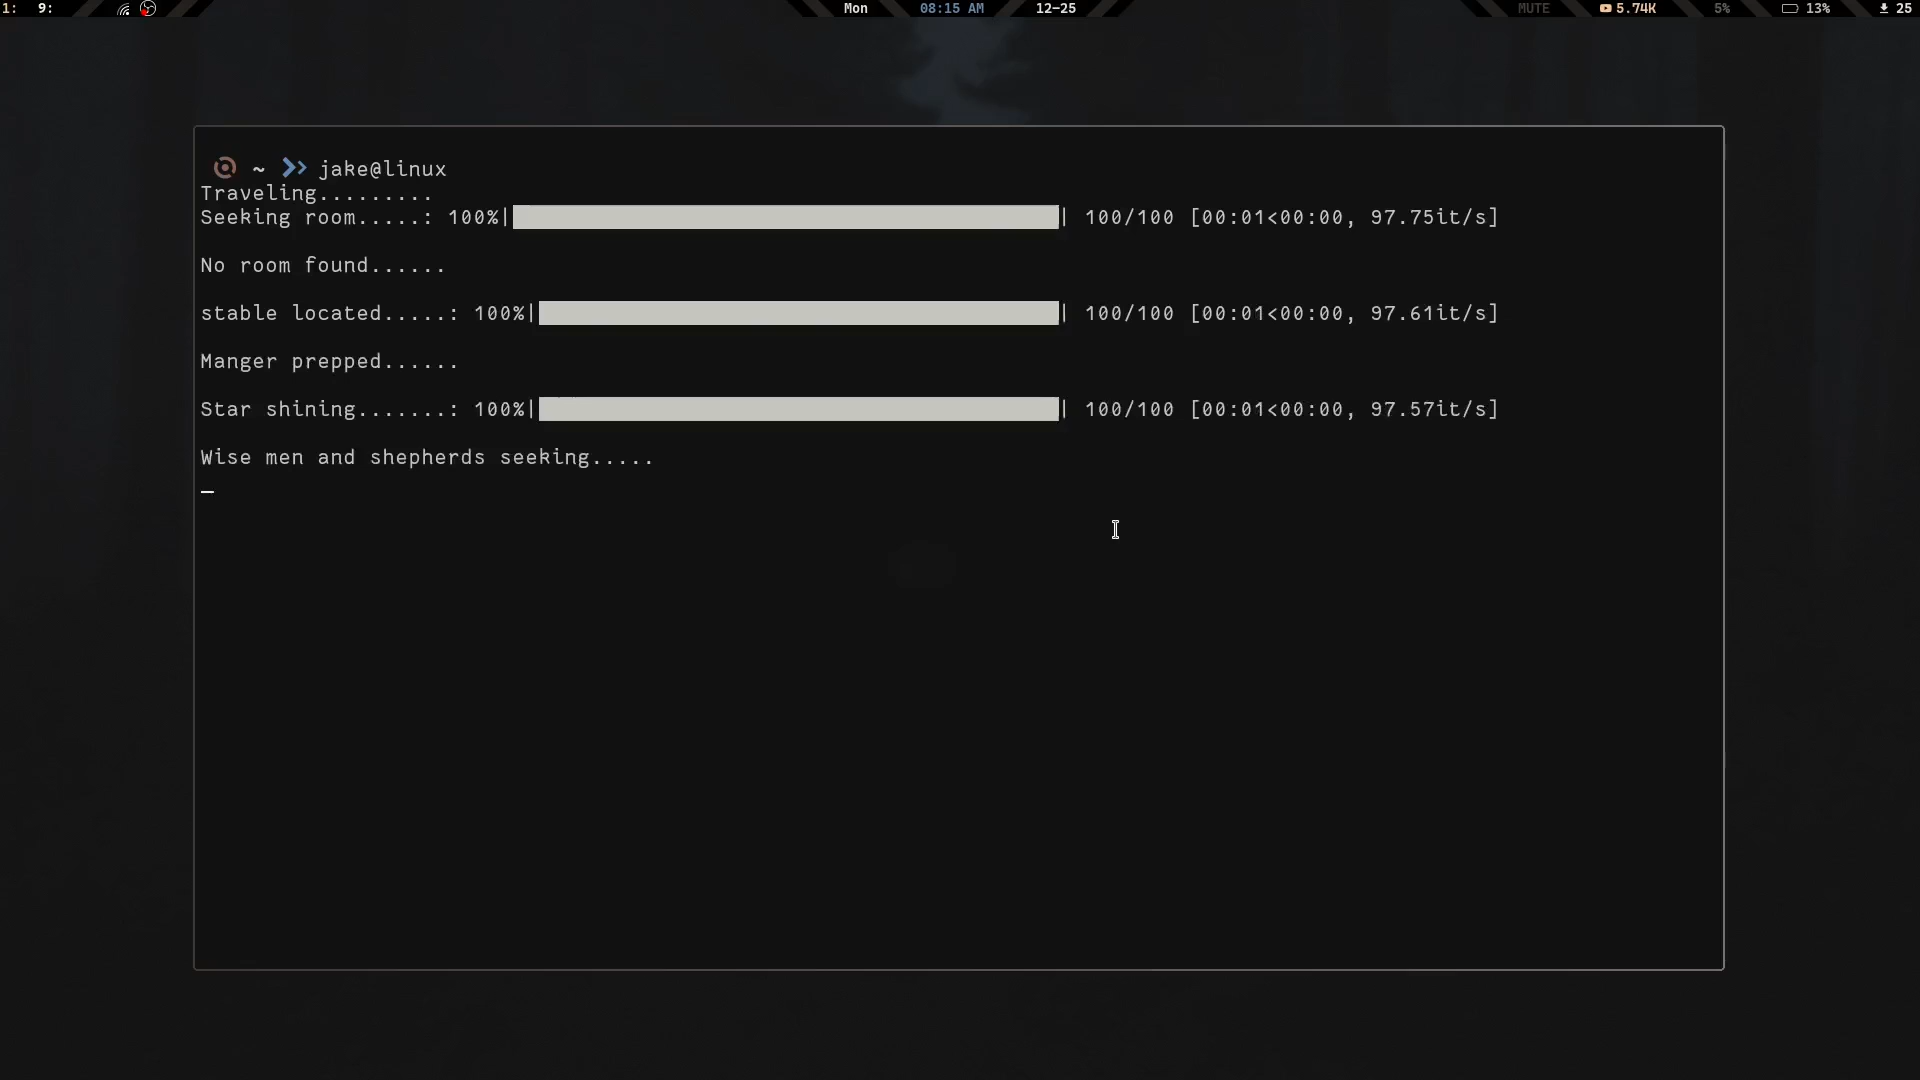 1: 9: Mon 08:15 AM 12-25 MUTE 5.74K 5% 13% 25
~ jake@linux
Traveling.........
Seeking room.....: 100%| | 100/100 [00:01<00:00, 97.75it/s]
No room found......
stable located.....: 100%| | 100/100 [00:01<00:00, 97.61it/s]
Manger prepped......
Star shining.......: 100%| | 100/100 [00:01<00:00, 97.57it/s]
Wise men and shepherds seeking.....